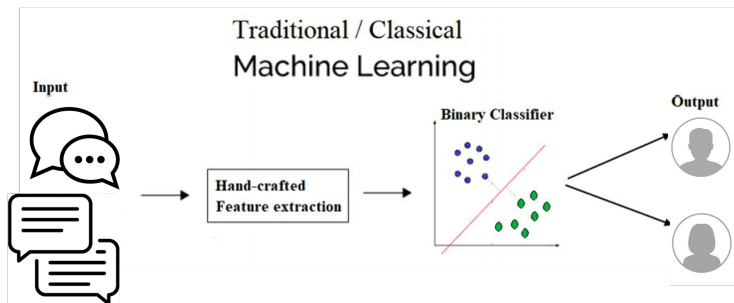 Traditional / Classical
Machine Learning
Input
Hand-crafted
Feature extraction
Binary Classifier
Output